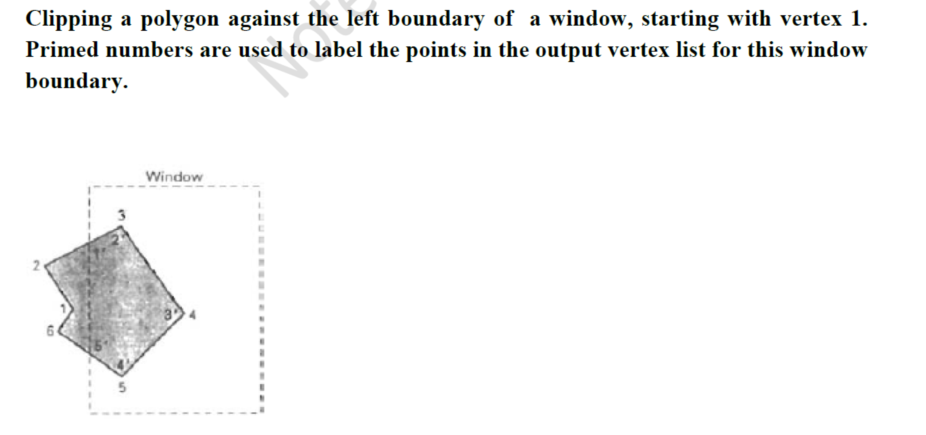 Clipping a polygon against the left boundary of a window, starting with vertex 1.
Primed numbers are used to label the points in the output vertex list for this window
boundary.
Window
3
2'
1'
2
1
3'
4
6
5'
4'
5